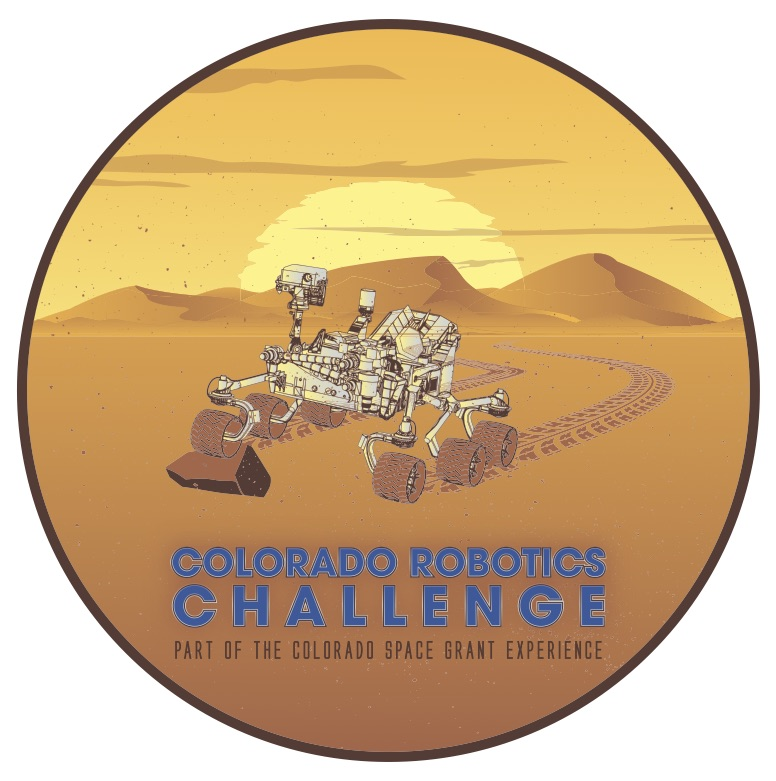 COLORADO ROBOTICS
CHALLENGE
PART OF THE COLORADO SPACE GRANT EXPERIENCE